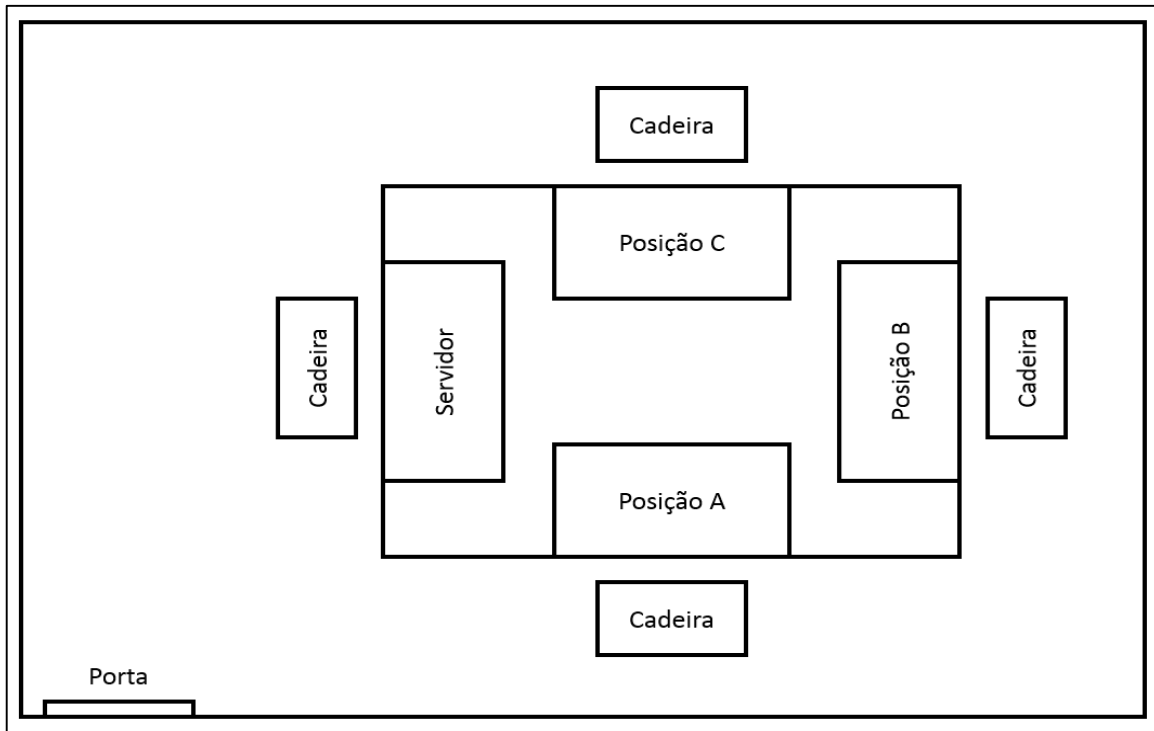 Cadeira
Posição C
Cadeira
Servidor
Posição B
Cadeira
Posição A
Cadeira
Porta